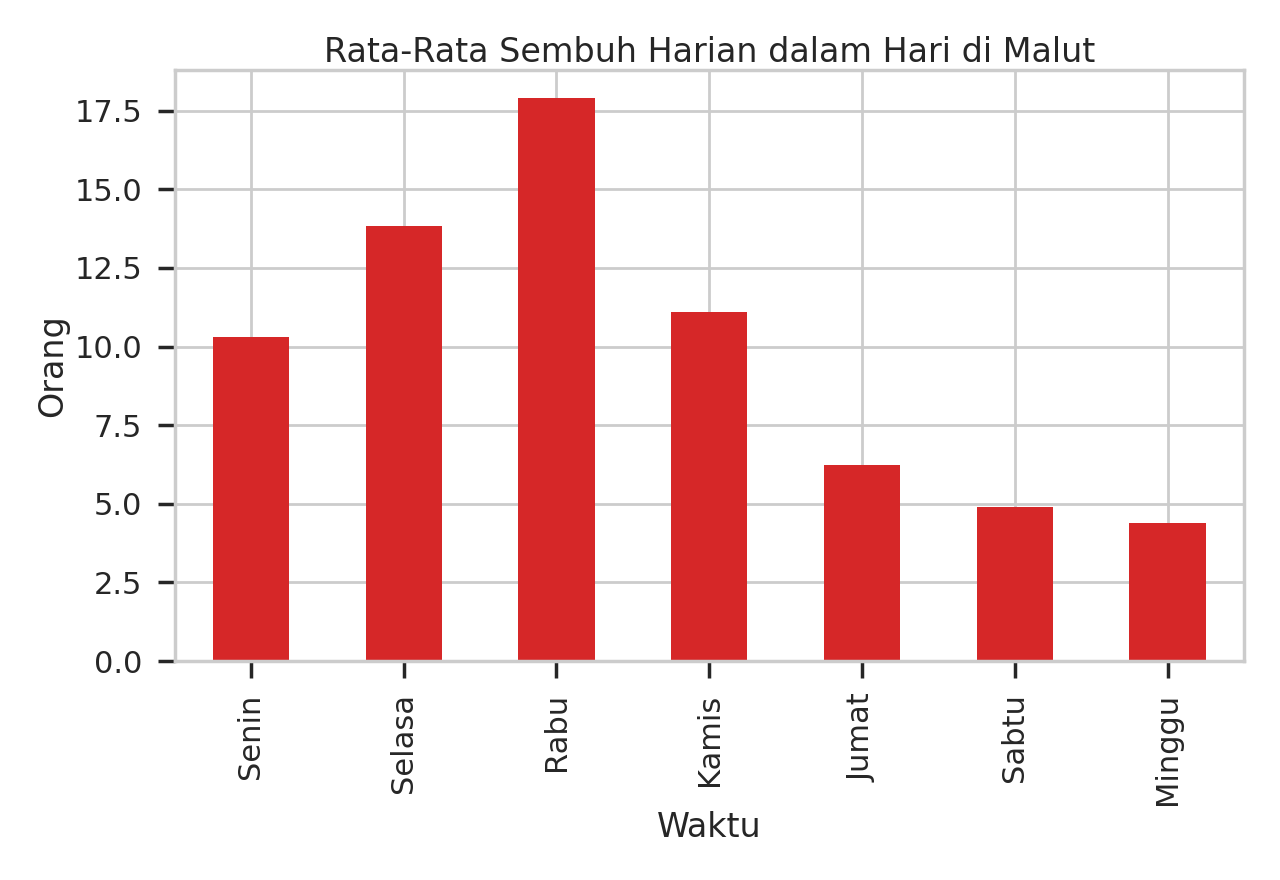 Rata-Rata Sembuh Harian dalam Hari di Malut
Orang
17.5
15.0
12.5
10.0
7.5
5.0
2.5
0.0
Senin
Selasa
Rabu
Kamis
Jumat
Sabtu
Minggu
Waktu